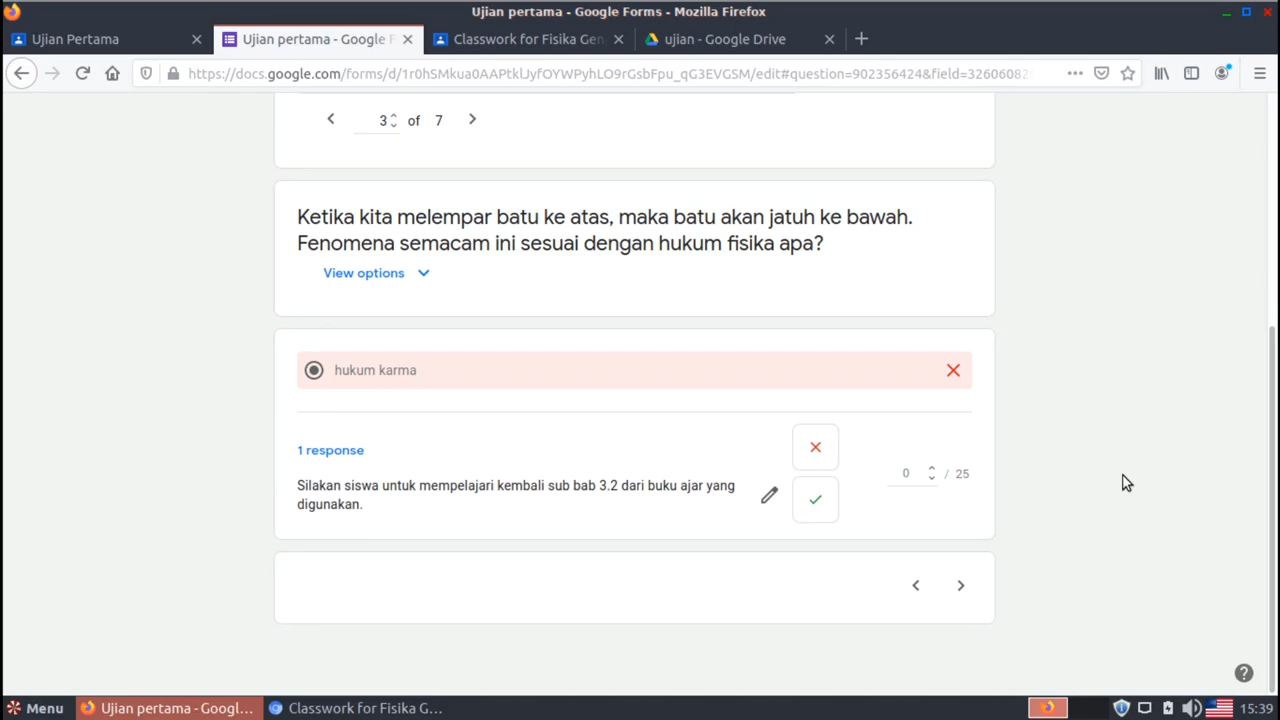 Ujian pertama - Google Forms - Mozilla Firefox
Ujian Pertama
Ujian pertama - Google F
Classwork for Fisika Gen
ujian - Google Drive
https://docs.google.com/forms/d/1r0hSMkua0AAPtklJyfOYWPyhLO9rGsbFpu_qG3EVGSM/edit#question=902356424&field=326060829
3 of 7
Ketika kita melempar batu ke atas, maka batu akan jatuh ke bawah.
Fenomena semacam ini sesuai dengan hukum fisika apa?
View options
hukum karma
1 response
0 / 25
Silakan siswa untuk mempelajari kembali sub bab 3.2 dari buku ajar yang
digunakan.
Menu
Ujian pertama - Googl...
Classwork for Fisika G...
15:39